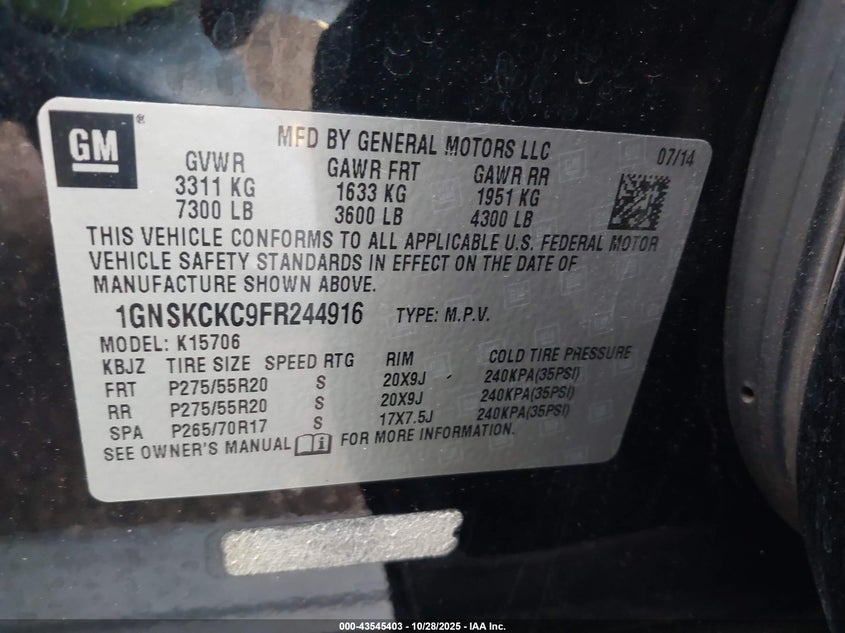 GM®
MFD BY GENERAL MOTORS LLC
07/14
GVWR GAWR FRT GAWR RR
3311 KG 1633 KG 1951 KG
7300 LB 3600 LB 4300 LB
THIS VEHICLE CONFORMS TO ALL APPLICABLE U.S. FEDERAL MOTOR
VEHICLE SAFETY STANDARDS IN EFFECT ON THE DATE OF
MANUFACTURE SHOWN ABOVE.
1GNSKCKC9FR244916 TYPE: M.P.V.
MODEL: K15706
KBJZ TIRE SIZE SPEED RTG RIM COLD TIRE PRESSURE
FRT P275/55R20 S 20X9J 240KPA(35PSI)
RR P275/55R20 S 20X9J 240KPA(35PSI)
SPA P265/70R17 S 17X7.5J 240KPA(35PSI)
SEE OWNER'S MANUAL FOR MORE INFORMATION.
000-43545403 - 10/28/2025 - IAA Inc.